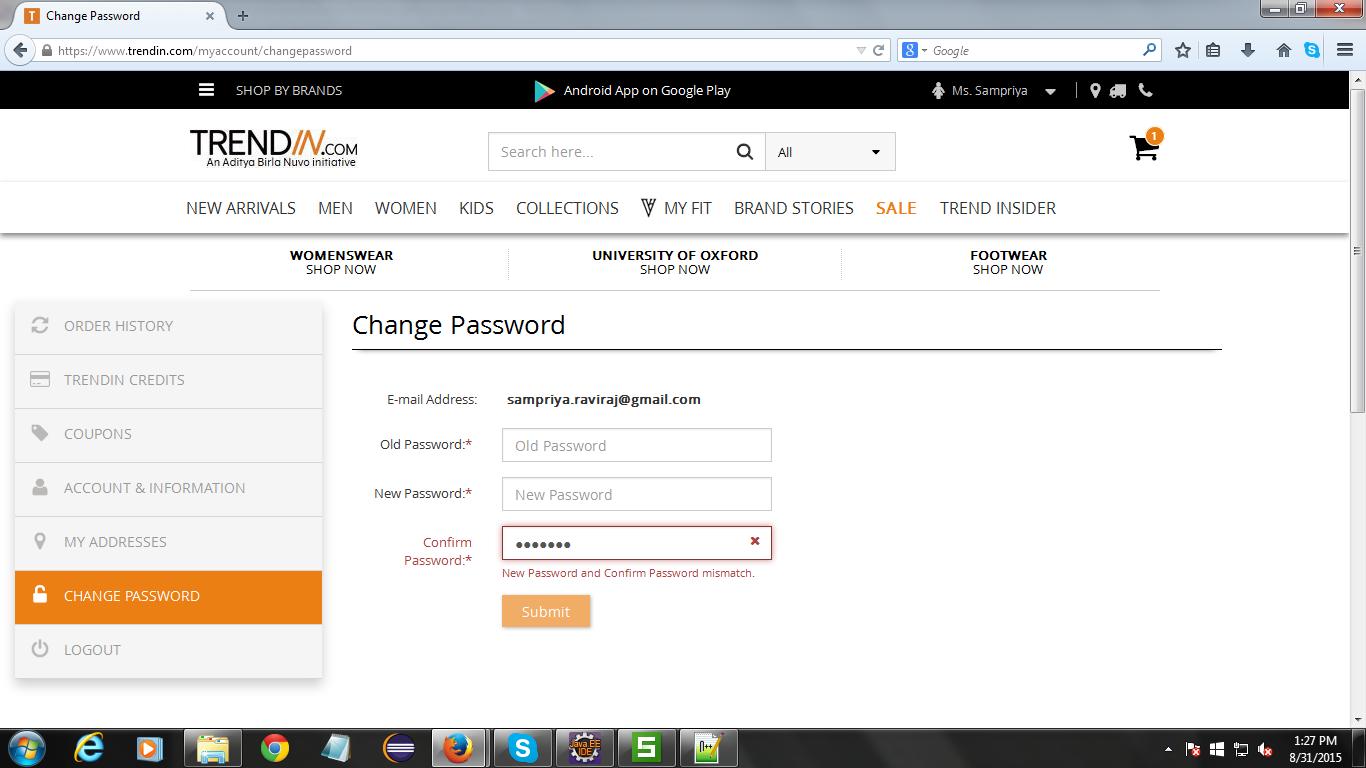 Change Password
https://www.trendin.com/myaccount/changepassword
Google
SHOP BY BRANDS
Android App on Google Play
Ms. Sampriya
TRENDIN.COM
An Aditya Birla Nuvo initiative
Search here...
All
1
NEW ARRIVALS MEN WOMEN KIDS COLLECTIONS MY FIT BRAND STORIES SALE TREND INSIDER
WOMENSWEAR
SHOP NOW
UNIVERSITY OF OXFORD
SHOP NOW
FOOTWEAR
SHOP NOW
ORDER HISTORY
TRENDIN CREDITS
COUPONS
ACCOUNT & INFORMATION
MY ADDRESSES
CHANGE PASSWORD
LOGOUT
Change Password
E-mail Address: sampriya.raviraj@gmail.com
Old Password:* Old Password
New Password:* New Password
Confirm
Password:*
New Password and Confirm Password mismatch.
Submit
Java EE
IDE
1:27 PM
8/31/2015